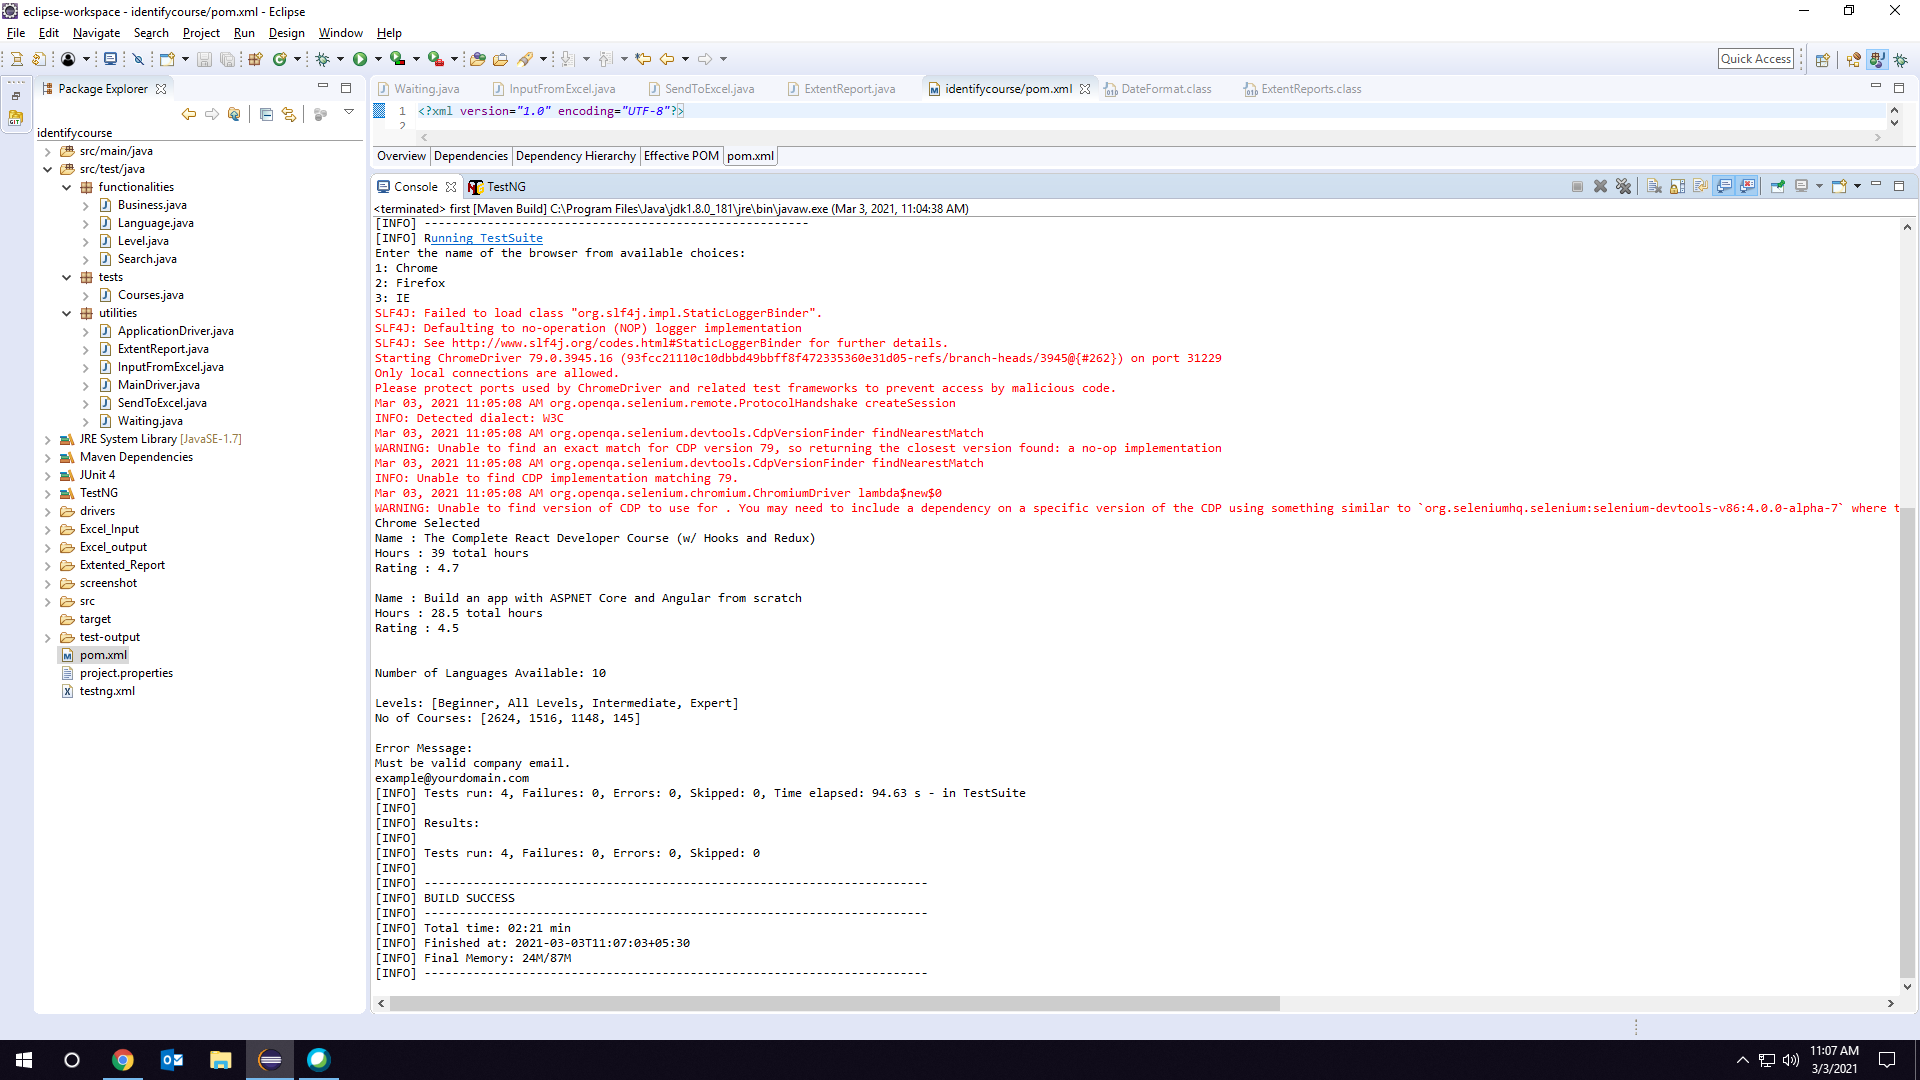 eclipse-workspace - identifycourse/pom.xml - Eclipse
File Edit Navigate Search Project Run Design Window Help
Quick Access
Package Explorer
identifycourse
src/main/java
src/test/java
functionalities
Business.java
Language.java
Level.java
Search.java
tests
Courses.java
utilities
ApplicationDriver.java
ExtentReport.java
InputFromExcel.java
MainDriver.java
SendToExcel.java
Waiting.java
JRE System Library [JavaSE-1.7]
Maven Dependencies
JUnit 4
TestNG
drivers
Excel_Input
Excel_output
Extented_Report
screenshot
src
target
test-output
pom.xml
project.properties
testng.xml
Waiting.java InputFromExcel.java SendToExcel.java ExtentReport.java identifycourse/pom.xml DateFormat.class ExtentReports.class
1 <?xml version="1.0" encoding="UTF-8"?>
2
Overview Dependencies Dependency Hierarchy Effective POM pom.xml
Console TestNG
<terminated> first [Maven Build] C:\Program Files\Java\jdk1.8.0_181\jre\bin\javaw.exe (Mar 3, 2021, 11:04:38 AM)
[INFO] -------------------------------------------------------
[INFO] Running TestSuite
Enter the name of the browser from available choices:
1: Chrome
2: Firefox
3: IE
SLF4J: Failed to load class "org.slf4j.impl.StaticLoggerBinder".
SLF4J: Defaulting to no-operation (NOP) logger implementation
SLF4J: See http://www.slf4j.org/codes.html#StaticLoggerBinder for further details.
Starting ChromeDriver 79.0.3945.16 (93fcc21110c10dbbd49bbff8f472335360e31d05-refs/branch-heads/3945@{#262}) on port 31229
Only local connections are allowed.
Please protect ports used by ChromeDriver and related test frameworks to prevent access by malicious code.
Mar 03, 2021 11:05:08 AM org.openqa.selenium.remote.ProtocolHandshake createSession
INFO: Detected dialect: W3C
Mar 03, 2021 11:05:08 AM org.openqa.selenium.devtools.CdpVersionFinder findNearestMatch
WARNING: Unable to find an exact match for CDP version 79, so returning the closest version found: a no-op implementation
Mar 03, 2021 11:05:08 AM org.openqa.selenium.devtools.CdpVersionFinder findNearestMatch
INFO: Unable to find CDP implementation matching 79.
Mar 03, 2021 11:05:08 AM org.openqa.selenium.chromium.ChromiumDriver lambda$new$0
WARNING: Unable to find version of CDP to use for . You may need to include a dependency on a specific version of the CDP using something similar to `org.seleniumhq.selenium:selenium-devtools-v86:4.0.0-alpha-7` where t
Chrome Selected
Name : The Complete React Developer Course (w/ Hooks and Redux)
Hours : 39 total hours
Rating : 4.7
Name : Build an app with ASPNET Core and Angular from scratch
Hours : 28.5 total hours
Rating : 4.5
Number of Languages Available: 10
Levels: [Beginner, All Levels, Intermediate, Expert]
No of Courses: [2624, 1516, 1148, 145]
Error Message:
Must be valid company email.
example@yourdomain.com
[INFO] Tests run: 4, Failures: 0, Errors: 0, Skipped: 0, Time elapsed: 94.63 s - in TestSuite
[INFO]
[INFO] Results:
[INFO]
[INFO] Tests run: 4, Failures: 0, Errors: 0, Skipped: 0
[INFO]
[INFO] ------------------------------------------------------------------------
[INFO] BUILD SUCCESS
[INFO] ------------------------------------------------------------------------
[INFO] Total time: 02:21 min
[INFO] Finished at: 2021-03-03T11:07:03+05:30
[INFO] Final Memory: 24M/87M
[INFO] ------------------------------------------------------------------------
11:07 AM
3/3/2021